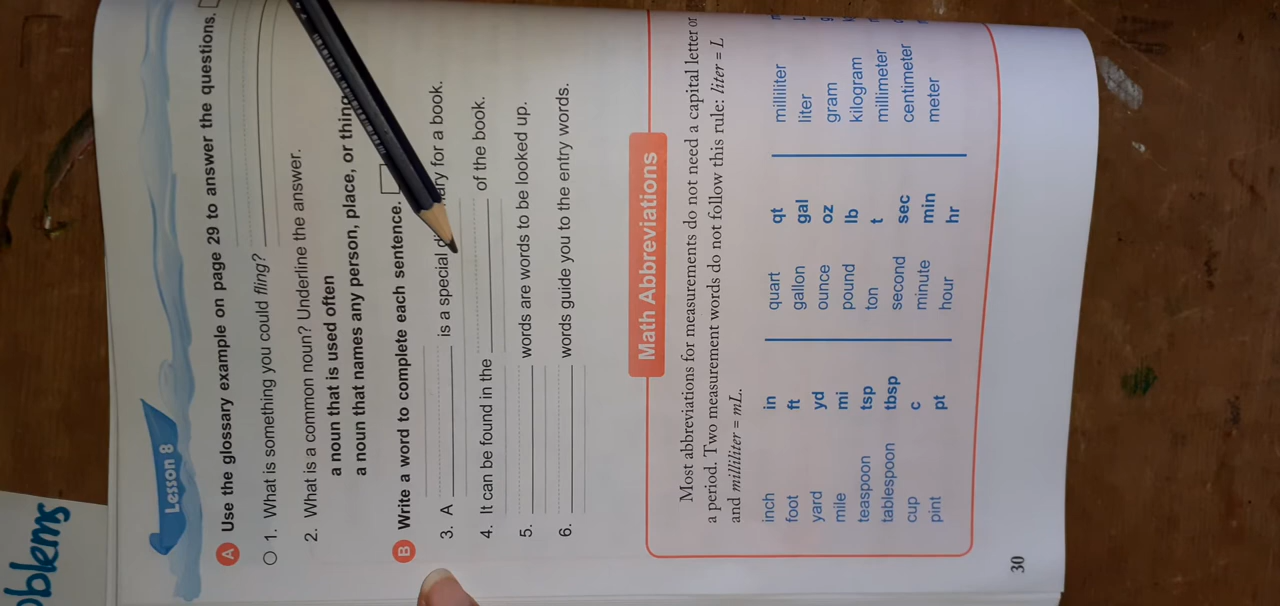 oblems
Lesson 8
A Use the glossary example on page 29 to answer the questions.
1. What is something you could fling?
2. What is a common noun? Underline the answer.
a noun that is used often
a noun that names any person, place, or thing
B Write a word to complete each sentence.
3. A is a special for a book.
4. It can be found in the of the book.
5. words are words to be looked up.
6. words guide you to the entry words.
Math Abbreviations
Most abbreviations for measurements do not need a capital letter or
a period. Two measurement words do not follow this rule: liter = L
and milliliter = mL.
inch in quart qt milliliter
foot ft gallon gal liter L
yard yd ounce oz gram g
mile mi pound lb kilogram
teaspoon tsp ton t millimeter
tablespoon tbsp second sec centimeter
cup c minute min meter
pint pt hour hr
30